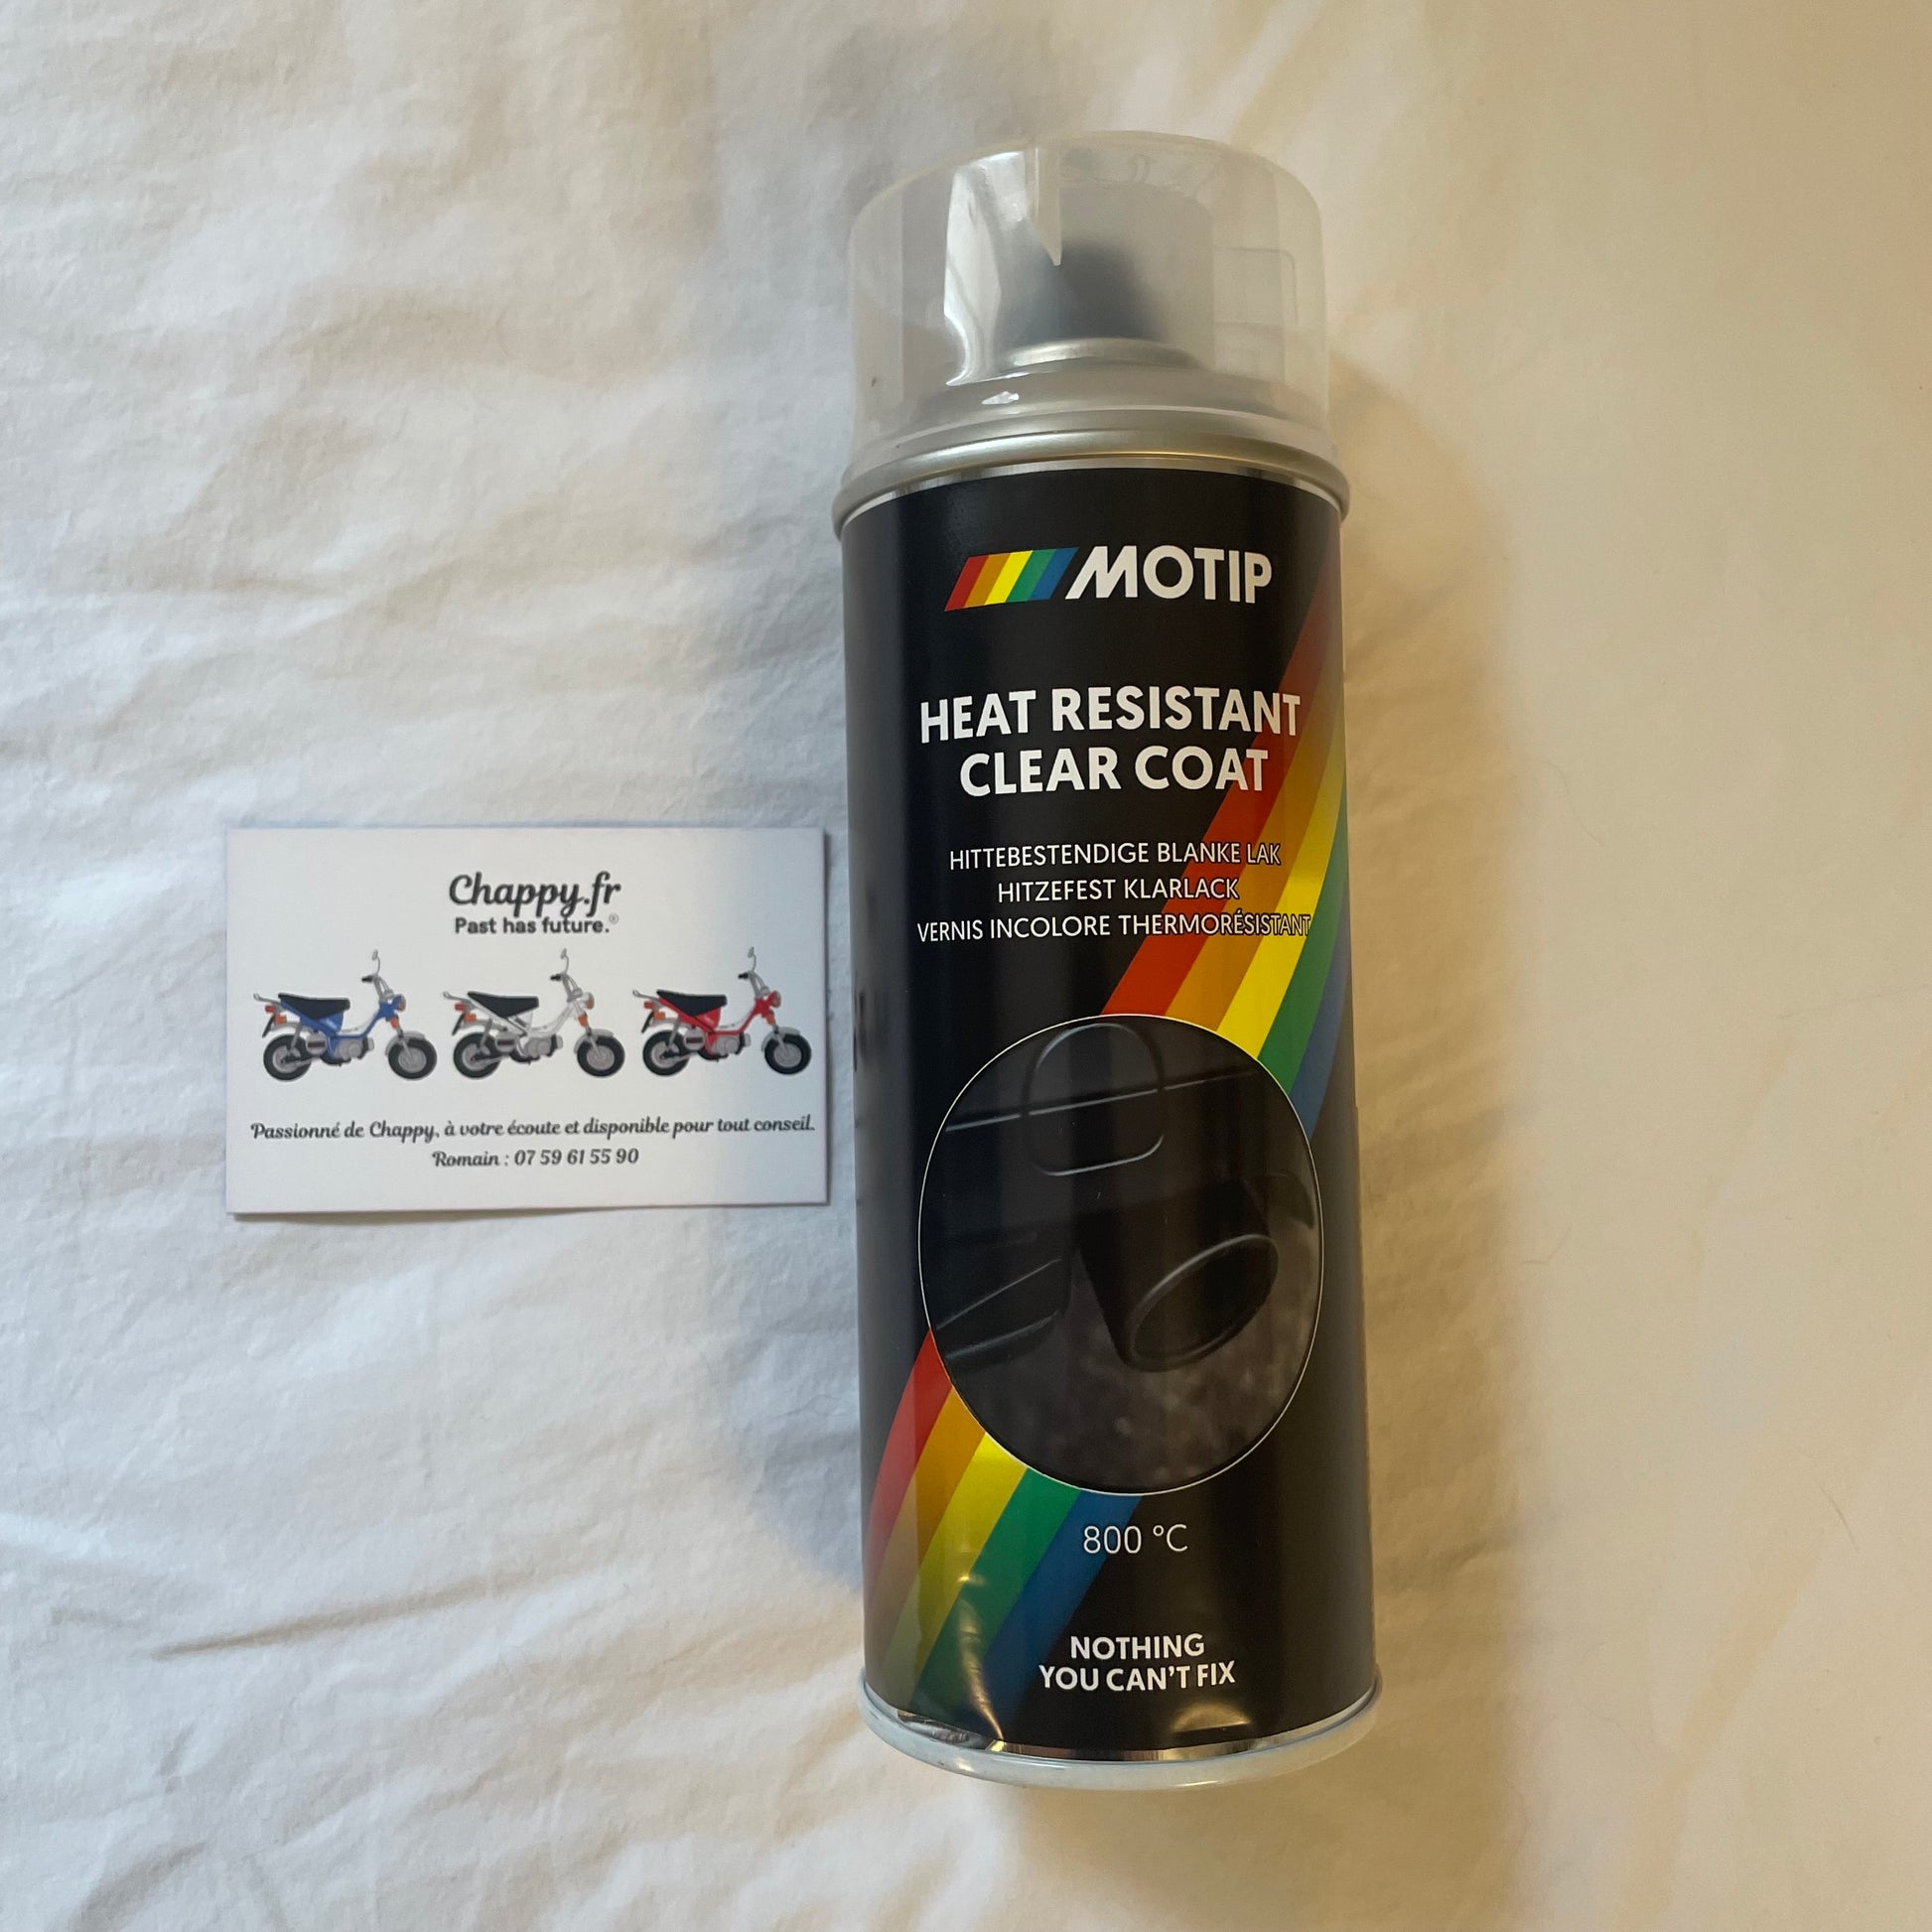 Chappy.fr
Past has future.®
Passionné de Chappy, à votre écoute et disponible pour tout conseil.
Romain : 07 59 61 55 90
MOTIP
HEAT RESISTANT
CLEAR COAT
HITTEBESTENDIGE BLANKE LAK
HITZEFEST KLARLACK
VERNIS INCOLORE THERMORÉSISTANT
800 °C
NOTHING
YOU CAN'T FIX